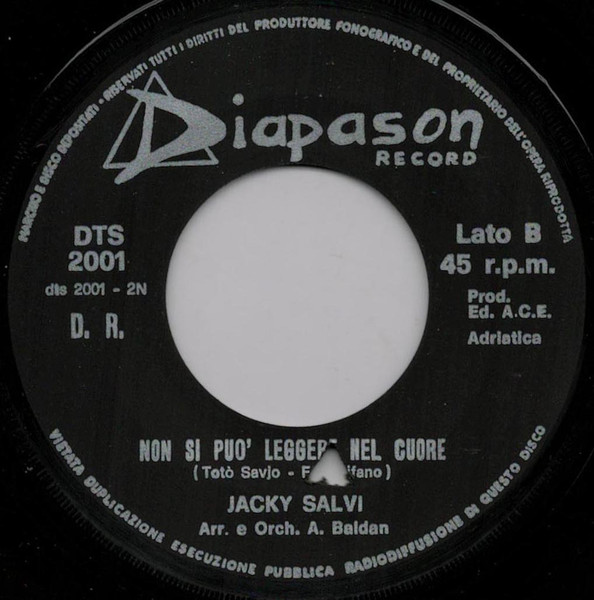 MARCHIO E DISCO DEPOSITATI - RISERVATI TUTTI I DIRITTI DEL PRODUTTORE FONOGRAFICO E DEL PROPRIETARIO DELL'OPERA RIPRODOTTA
Diapason
RECORD
DTS
2001
dts 2001 - 2N
D. R.
Lato B
45 r.p.m.
Prod.
Ed. A.C.E.
Adriatica
NON SI PUO' LEGGERE NEL CUORE
(Totò Savio -
JACKY SALVI
Arr. e Orch. A. Baldan
VIETATA DUPLICAZIONE ESECUZIONE PUBBLICA RADIODIFFUSIONE DI QUESTO DISCO